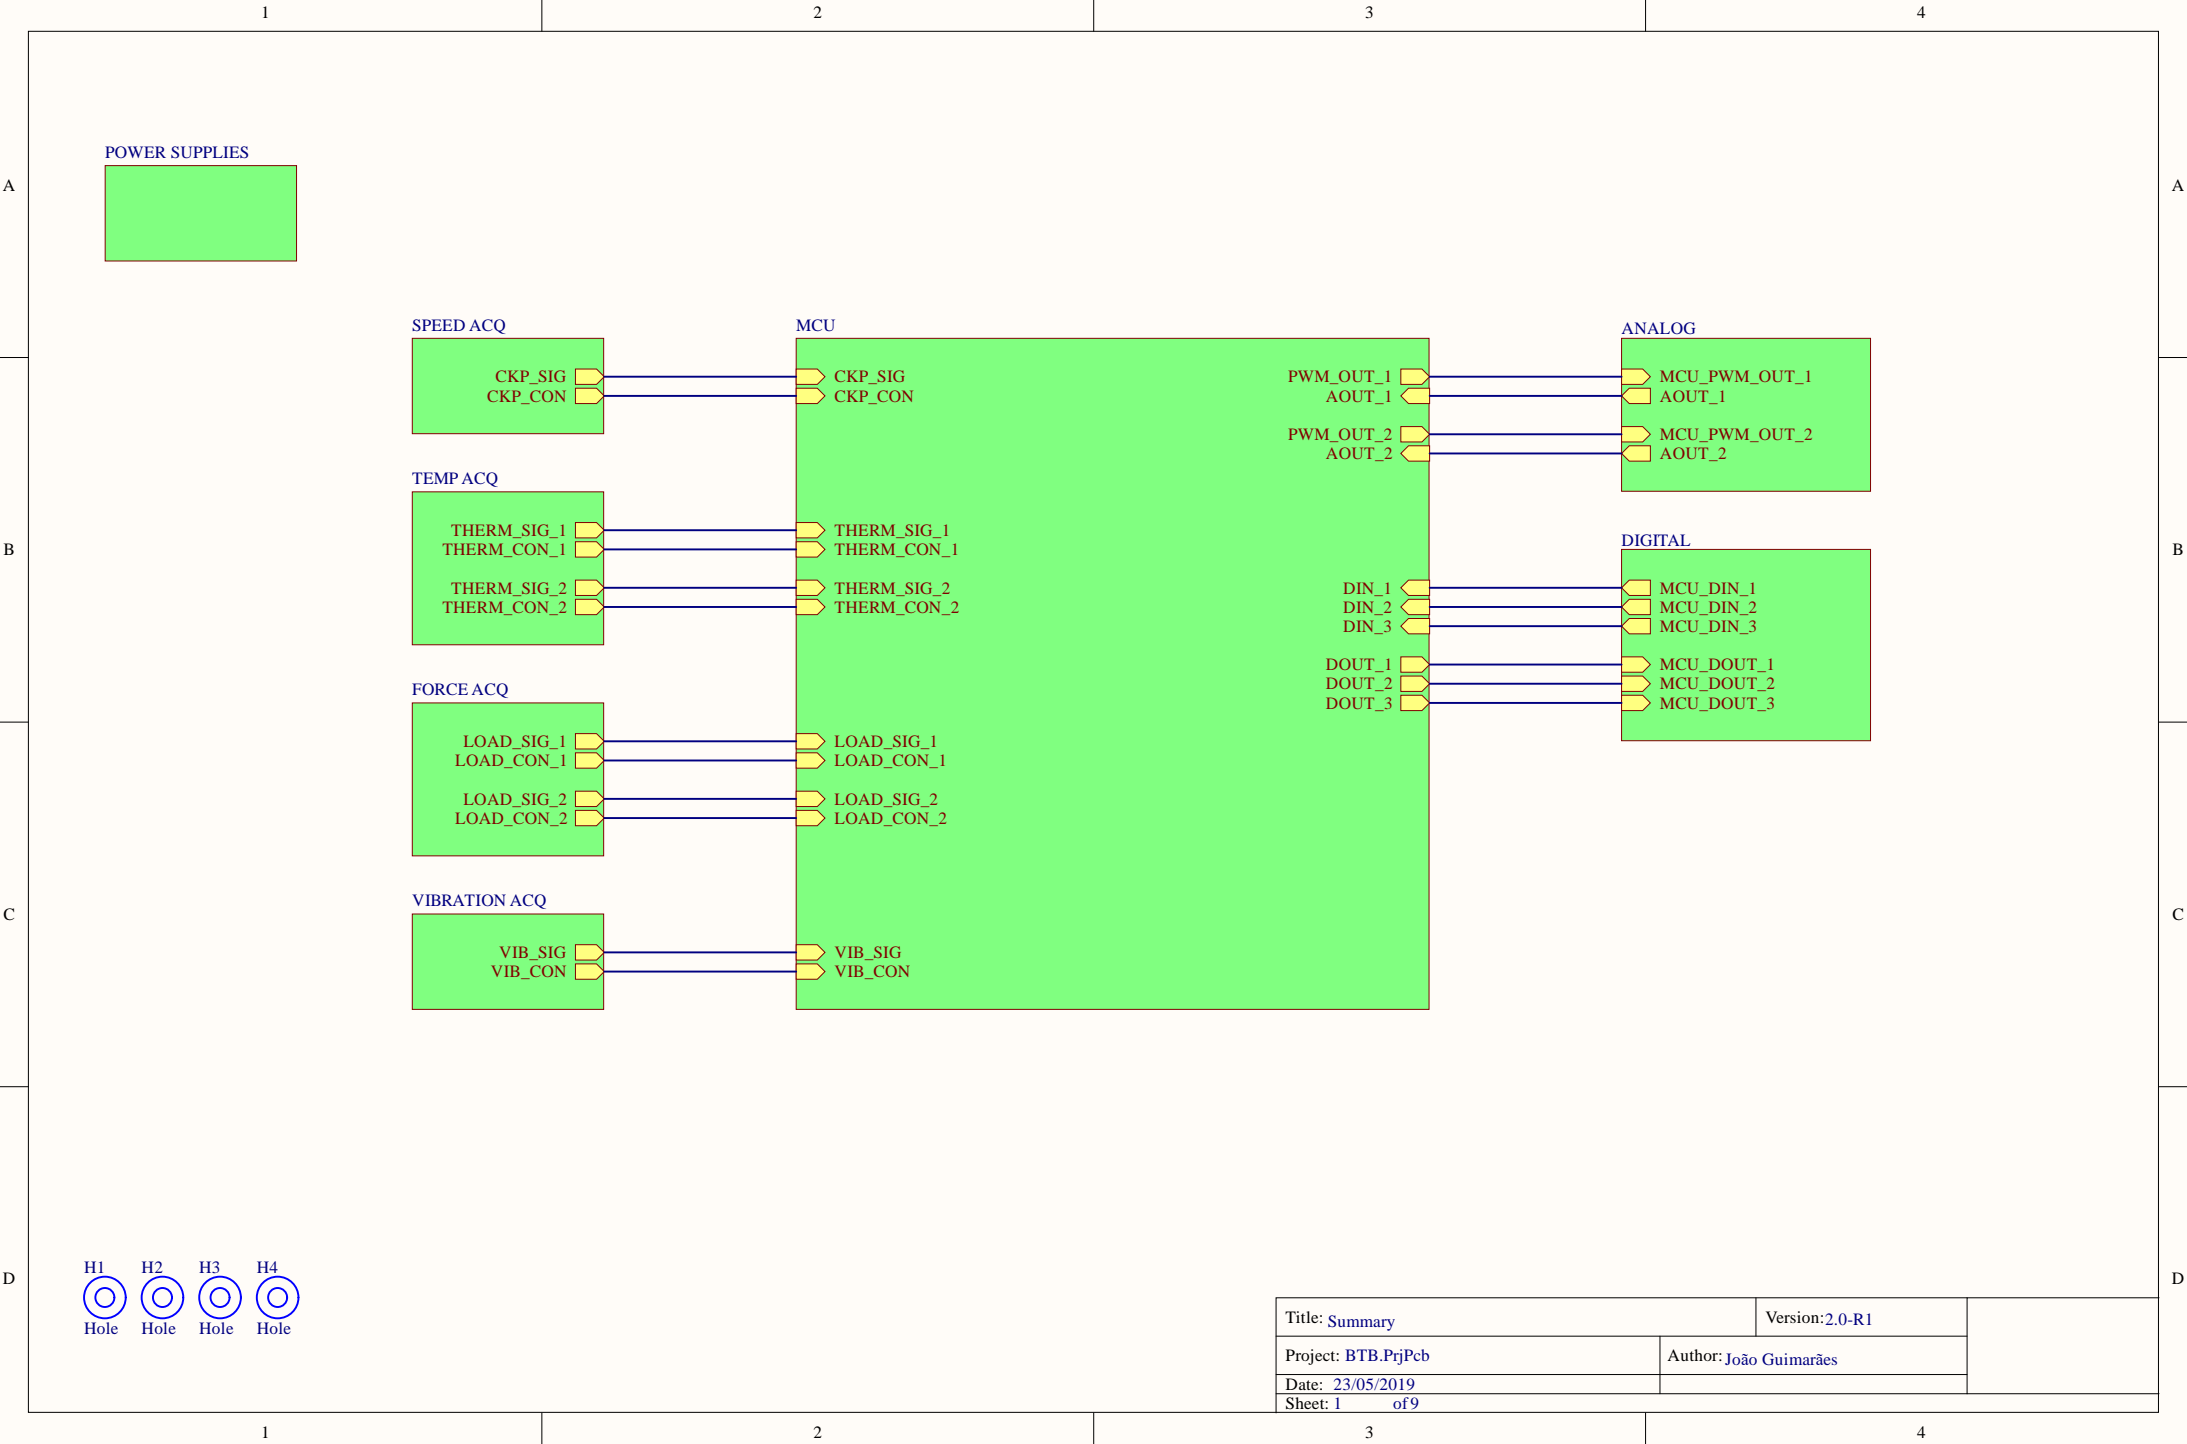 1 2 3 4
A A
POWER SUPPLIES
SPEED ACQ
CKP_SIG
CKP_CON
MCU
CKP_SIG
CKP_CON
PWM_OUT_1
AOUT_1
PWM_OUT_2
AOUT_2
ANALOG
MCU_PWM_OUT_1
AOUT_1
MCU_PWM_OUT_2
AOUT_2
TEMP ACQ
THERM_SIG_1
THERM_CON_1
THERM_SIG_2
THERM_CON_2
THERM_SIG_1
THERM_CON_1
THERM_SIG_2
THERM_CON_2
B B
DIN_1
DIN_2
DIN_3
DOUT_1
DOUT_2
DOUT_3
DIGITAL
MCU_DIN_1
MCU_DIN_2
MCU_DIN_3
MCU_DOUT_1
MCU_DOUT_2
MCU_DOUT_3
FORCE ACQ
LOAD_SIG_1
LOAD_CON_1
LOAD_SIG_2
LOAD_CON_2
LOAD_SIG_1
LOAD_CON_1
LOAD_SIG_2
LOAD_CON_2
C C
VIBRATION ACQ
VIB_SIG
VIB_CON
VIB_SIG
VIB_CON
D D
H1 H2 H3 H4
Hole Hole Hole Hole
Title: Summary Version: 2.0-R1
Project: BTB.PrjPcb Author: João Guimarães
Date: 23/05/2019
Sheet: 1 of 9
1 2 3 4